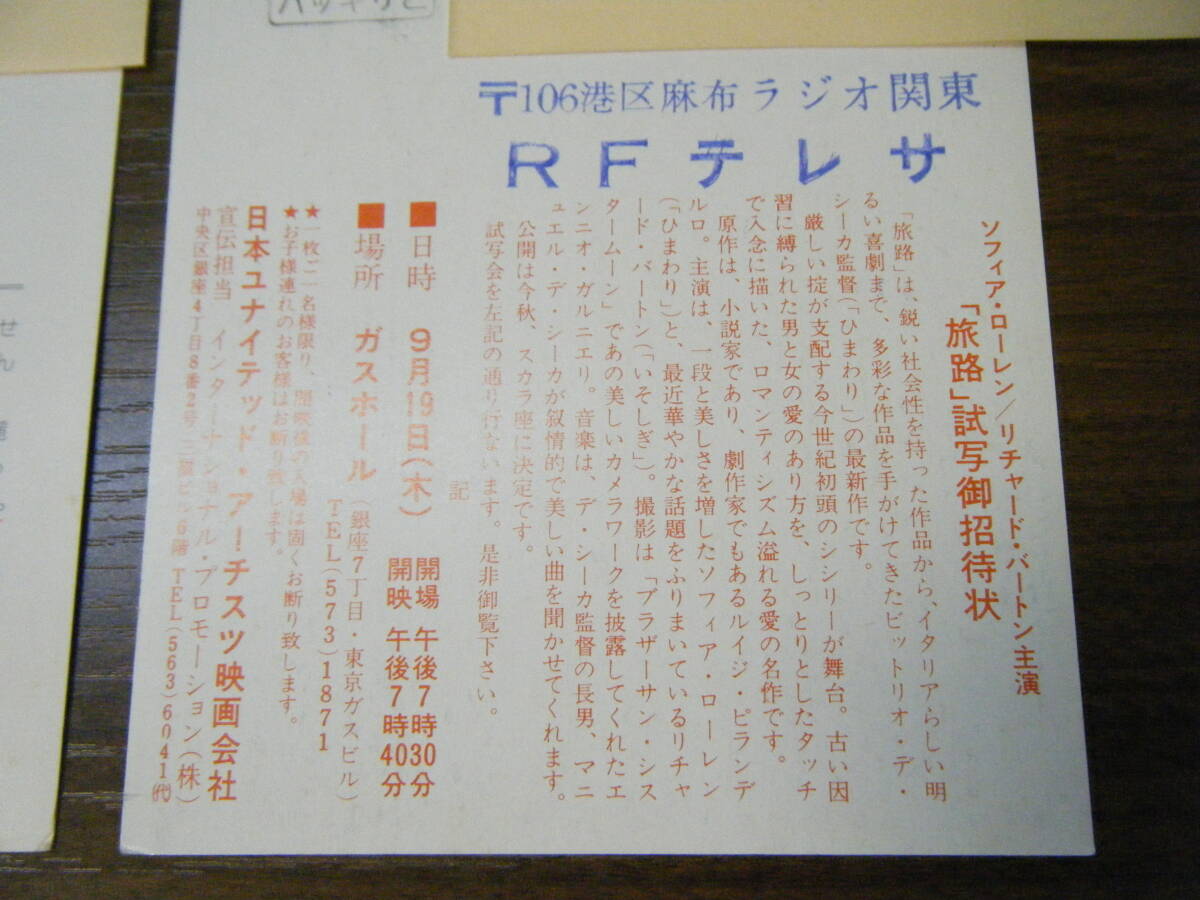 ハッキリと
〒106港区麻布ラジオ関東
RFテレサ
ソフィア・ローレン/リチャード・バートン主演
「旅路」試写御招待状
「旅路」は、鋭い社会性を持った作品から、イタリアらしい明
るい喜劇まで、多彩な作品を手がけてきたビットリオ・デ・
シーカ監督(「ひまわり」)の最新作です。
厳しい掟が支配する今世紀初頭のシシリーが舞台。古い因
習に縛られた男と女の愛のあり方を、しっとりとしたタッチ
で入念に描いた、ロマンティシズム溢れる愛の名作です。
原作は、小説家であり、劇作家でもあるルイジ・ピランデ
ルロ。主演は、一段と美しさを増したソフィア・ローレン
(「ひまわり」)と、最近華やかな話題をふりまいているリチャ
ード・バートン(「いそしぎ」)。撮影は「ブラザーサン・シス
タームーン」であの美しいカメラワークを披露してくれたエ
ンニオ・ガルニエリ。音楽は、デ・シーカ監督の長男、マニ
ュエル・デ・シーカが叙情的で美しい曲を聞かせてくれます。
公開は今秋、スカラ座に決定です。
試写会を左記の通り行ないます。是非御覧下さい。
記
■日時 9月19日(木) 開場 午後7時30分
開映 午後7時40分
■場所 ガスホール(銀座7丁目・東京ガスビル)
TEL(573)1871
★一枚二名様限り、開映後の入場は固くお断り致します。
★お子様連れのお客様はお断り致します。
日本ユナイテッド・アーチスツ映画会社
宣伝担当 インターナショナル・プロモーション(株)
中央区銀座4丁目8番2号 三銀ビル6階 TEL(563)6041(代)
せん